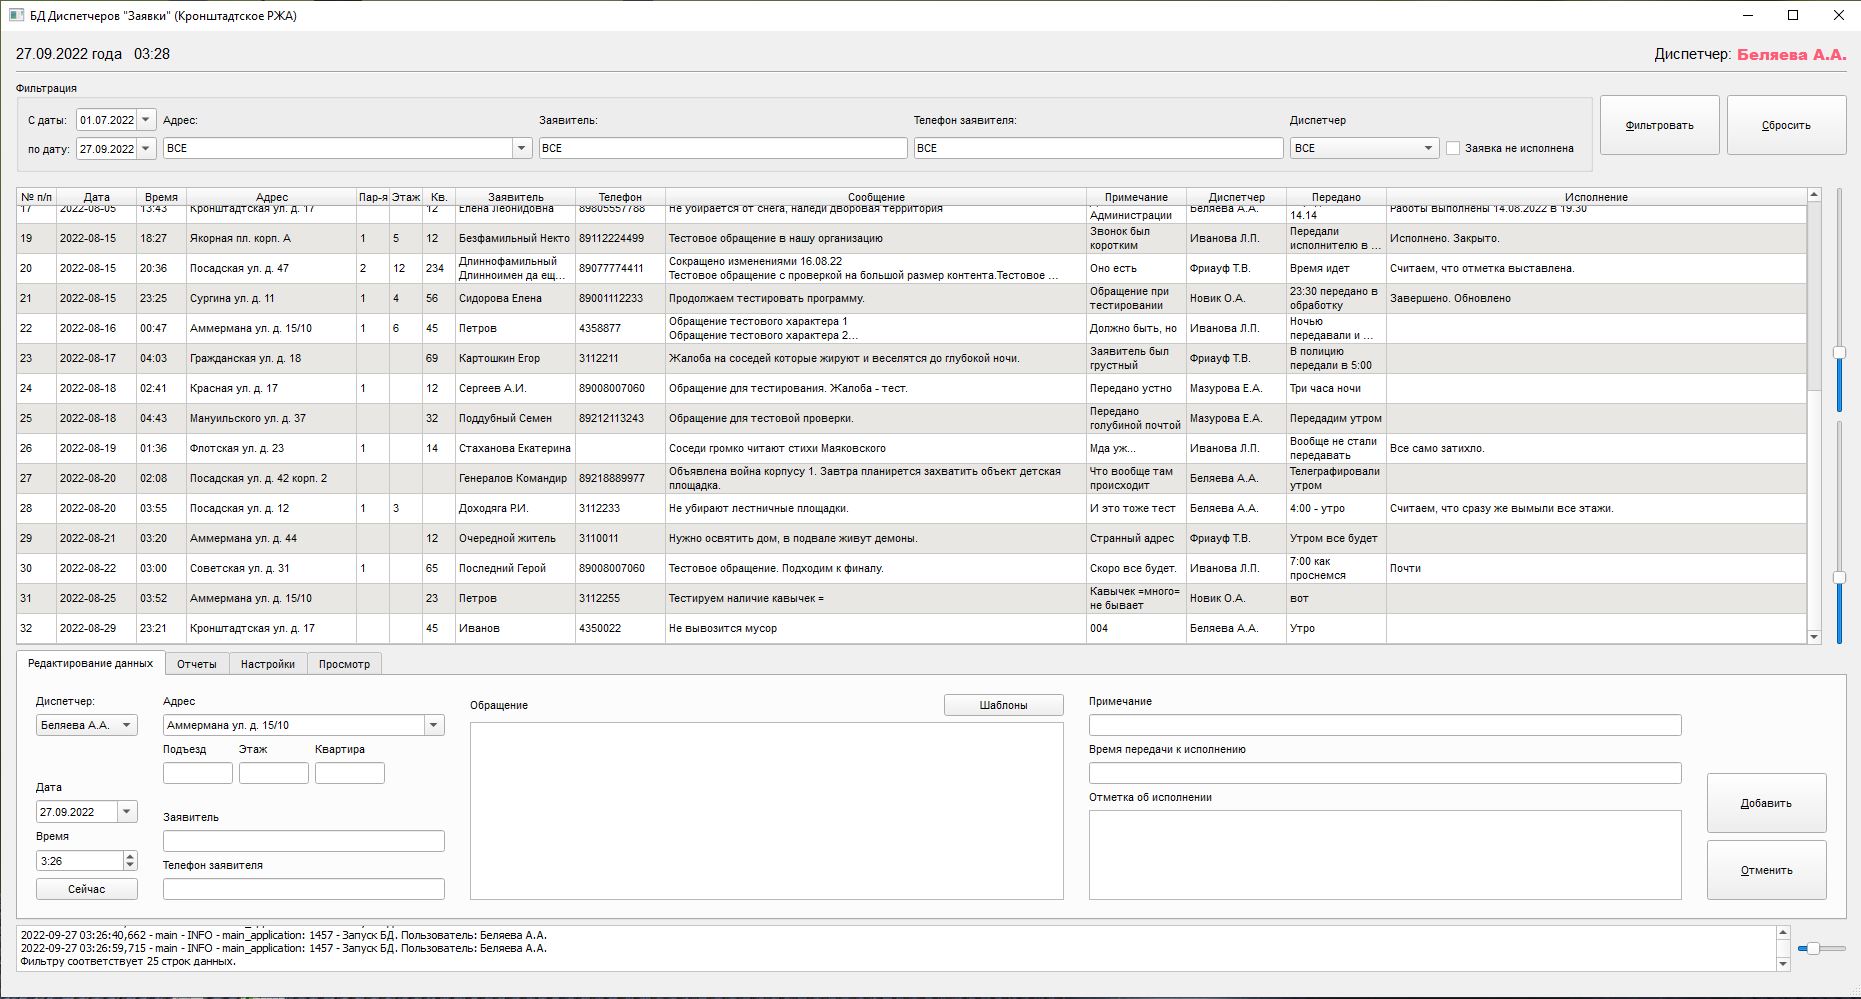 БД Диспетчеров "Заявки" (Кронштадтское РЖА)
27.09.2022 года 03:28 Диспетчер: Беляева А.А.
Фильтрация
С даты: 01.07.2022 Адрес: Заявитель: Телефон заявителя: Диспетчер
по дату: 27.09.2022 ВСЕ ВСЕ ВСЕ ВСЕ Заявка не исполнена
Фильтровать Сбросить
№ п/п Дата Время Адрес Пар-я Этаж Кв. Заявитель Телефон Сообщение Примечание Диспетчер Передано Исполнение
17 2022-08-05 13:43 Кронштадтская ул. д. 17 12 Елена Леонидовна 89805557788 Не убирается от снега, наледи дворовая территория Администрации Беляева А.А. 14.14 Работы выполнены 14.08.2022 в 19.30
19 2022-08-15 18:27 Якорная пл. корп. А 1 5 12 Безфамильный Некто 89112224499 Тестовое обращение в нашу организацию Звонок был коротким Иванова Л.П. Передали исполнителю в ... Исполнено. Закрыто.
20 2022-08-15 20:36 Посадская ул. д. 47 2 12 234 Длиннофамильный Длинноимен да ещ... 89077774411 Сокращено изменениями 16.08.22
Тестовое обращение с проверкой на большой размер контента.Тестовое ... Оно есть Фриауф Т.В. Время идет Считаем, что отметка выставлена.
21 2022-08-15 23:25 Сургина ул. д. 11 1 4 56 Сидорова Елена 89001112233 Продолжаем тестировать программу. Обращение при тестировании Новик О.А. 23:30 передано в обработку Завершено. Обновлено
22 2022-08-16 00:47 Аммермана ул. д. 15/10 1 6 45 Петров 4358877 Обращение тестового характера 1
Обращение тестового характера 2... Должно быть, но Иванова Л.П. Ночью передавали и ...
23 2022-08-17 04:03 Гражданская ул. д. 18 69 Картошкин Егор 3112211 Жалоба на соседей которые жируют и веселятся до глубокой ночи. Заявитель был грустный Фриауф Т.В. В полицию передали в 5:00
24 2022-08-18 02:41 Красная ул. д. 17 1 12 Сергеев А.И. 89008007060 Обращение для тестирования. Жалоба - тест. Передано устно Мазурова Е.А. Три часа ночи
25 2022-08-18 04:43 Мануильского ул. д. 37 32 Поддубный Семен 89212113243 Обращение для тестовой проверки. Передано голубиной почтой Мазурова Е.А. Передадим утром
26 2022-08-19 01:36 Флотская ул. д. 23 1 14 Стаханова Екатерина Соседи громко читают стихи Маяковского Мда уж... Иванова Л.П. Вообще не стали передавать Все само затихло.
27 2022-08-20 02:08 Посадская ул. д. 42 корп. 2 Генералов Командир 89218889977 Объявлена война корпусу 1. Завтра планирется захватить объект детская площадка. Что вообще там происходит Беляева А.А. Телеграфировали утром
28 2022-08-20 03:55 Посадская ул. д. 12 1 3 Доходяга Р.И. 3112233 Не убирают лестничные площадки. И это тоже тест Беляева А.А. 4:00 - утро Считаем, что сразу же вымыли все этажи.
29 2022-08-21 03:20 Аммермана ул. д. 44 12 Очередной житель 3110011 Нужно освятить дом, в подвале живут демоны. Странный адрес Фриауф Т.В. Утром все будет
30 2022-08-22 03:00 Советская ул. д. 31 1 65 Последний Герой 89008007060 Тестовое обращение. Подходим к финалу. Скоро все будет. Иванова Л.П. 7:00 как проснемся Почти
31 2022-08-25 03:52 Аммермана ул. д. 15/10 23 Петров 3112255 Тестируем наличие кавычек = Кавычек =много= не бывает Новик О.А. вот
32 2022-08-29 23:21 Кронштадтская ул. д. 17 45 Иванов 4350022 Не вывозится мусор 004 Беляева А.А. Утро
Редактирование данных Отчеты Настройки Просмотр
Диспетчер: Адрес Обращение Шаблоны Примечание
Беляева А.А. Аммермана ул. д. 15/10
Подъезд Этаж Квартира Время передачи к исполнению
Дата Отметка об исполнении
27.09.2022 Заявитель Добавить
Время
3:26 Телефон заявителя Отменить
Сейчас
2022-09-27 03:26:40,662 - main - INFO - main_application: 1457 - Запуск БД. Пользователь: Беляева А.А.
2022-09-27 03:26:59,715 - main - INFO - main_application: 1457 - Запуск БД. Пользователь: Беляева А.А.
Фильтру соответствует 25 строк данных.